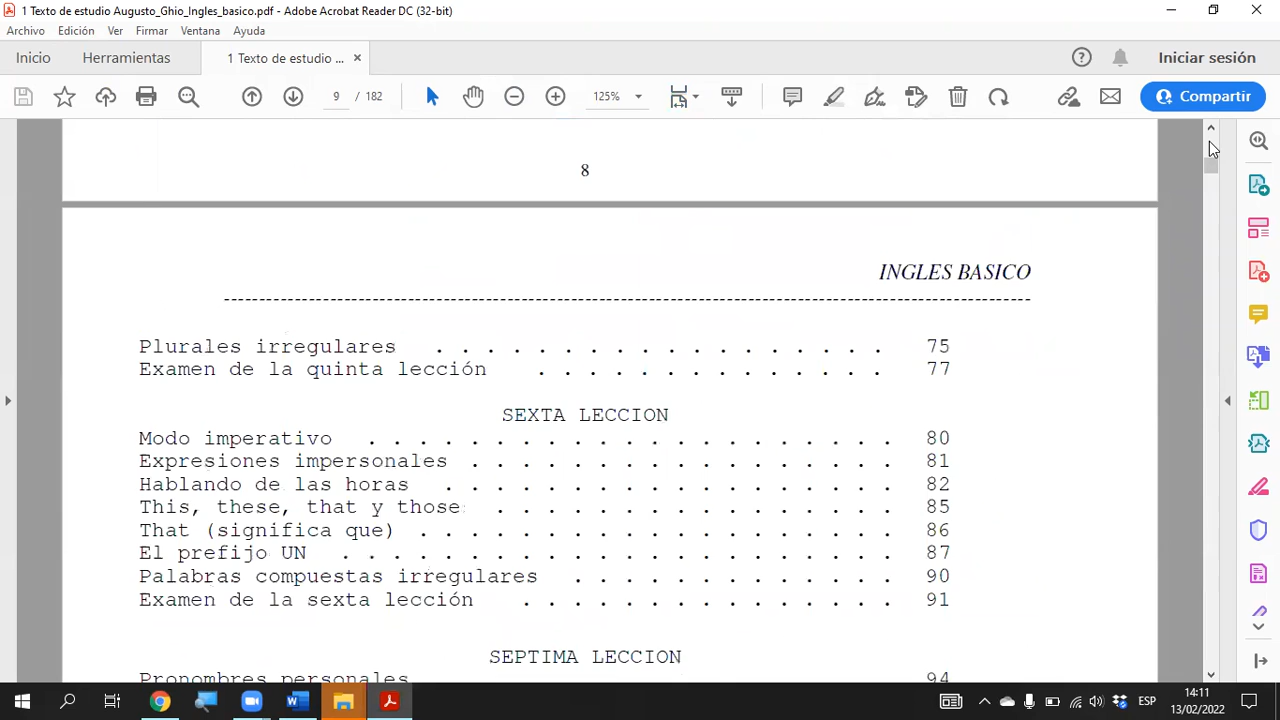 1 Texto de estudio Augusto_Ghio_Ingles_basico.pdf - Adobe Acrobat Reader DC (32-bit)
Archivo Edición Ver Firmar Ventana Ayuda
Inicio Herramientas 1 Texto de estudio ... × Iniciar sesión
9 / 182 125% Compartir
8
INGLES BASICO
--------------------------------------------------------------------------------
Plurales irregulares . . . . . . . . . . . . . . . . . . 75
Examen de la quinta lección . . . . . . . . . . . . . . 77
SEXTA LECCION
Modo imperativo . . . . . . . . . . . . . . . . . . . . . 80
Expresiones impersonales . . . . . . . . . . . . . . . . . 81
Hablando de las horas . . . . . . . . . . . . . . . . . . 82
This, these, that y those . . . . . . . . . . . . . . . . 85
That (significa que) . . . . . . . . . . . . . . . . . . . 86
El prefijo UN . . . . . . . . . . . . . . . . . . . . . . 87
Palabras compuestas irregulares . . . . . . . . . . . . . 90
Examen de la sexta lección . . . . . . . . . . . . . . . 91
SEPTIMA LECCION
Pronombres personales 94
ESP 14:11
13/02/2022